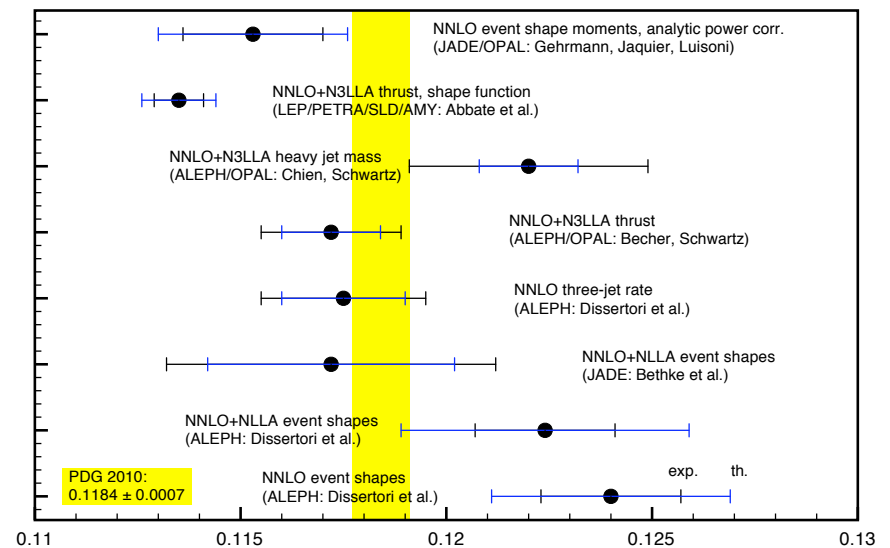 NNLO event shape moments, analytic power corr.
(JADE/OPAL: Gehrmann, Jaquier, Luisoni)
NNLO+N3LLA thrust, shape function
(LEP/PETRA/SLD/AMY: Abbate et al.)
NNLO+N3LLA heavy jet mass
(ALEPH/OPAL: Chien, Schwartz)
NNLO+N3LLA thrust
(ALEPH/OPAL: Becher, Schwartz)
NNLO three-jet rate
(ALEPH: Dissertori et al.)
NNLO+NLLA event shapes
(JADE: Bethke et al.)
NNLO+NLLA event shapes
(ALEPH: Dissertori et al.)
PDG 2010:
0.1184 ± 0.0007
NNLO event shapes
(ALEPH: Dissertori et al.)
exp. th.
0.11 0.115 0.12 0.125 0.13